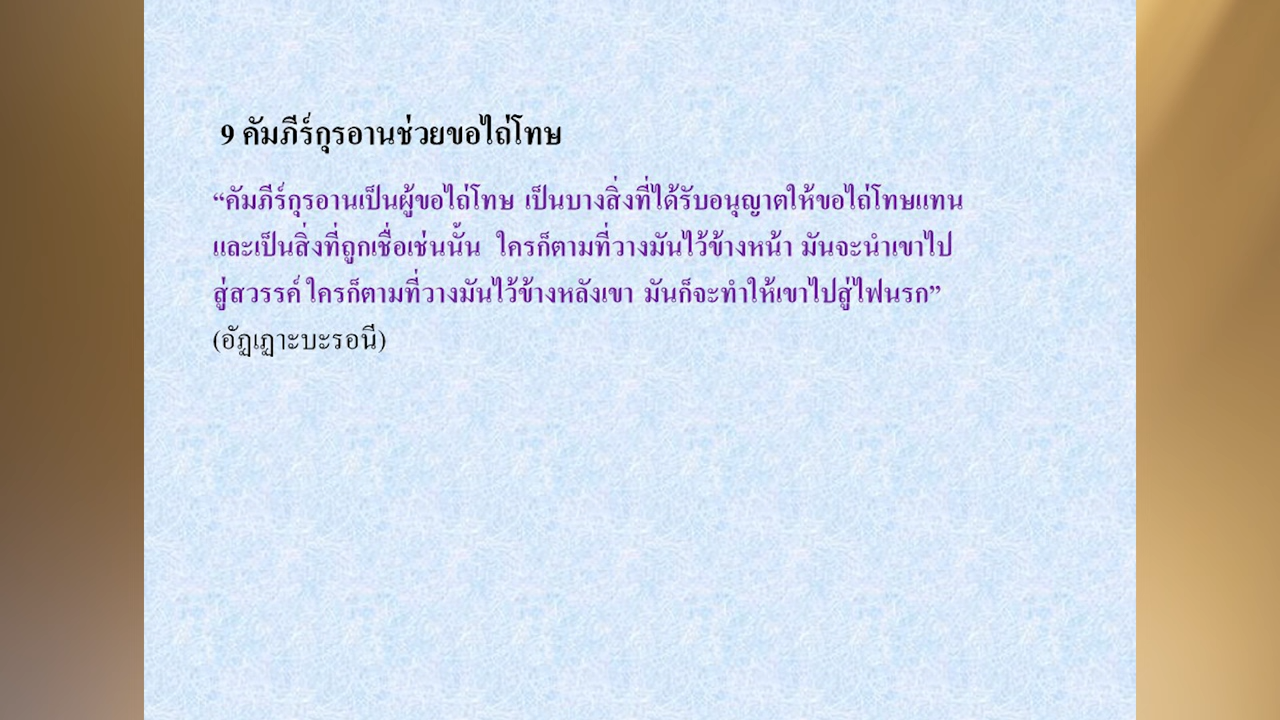 9 คัมภีร์กุรอานช่วยขอไถ่โทษ
“คัมภีร์กุรอานเป็นผู้ขอไถ่โทษ เป็นบางสิ่งที่ได้รับอนุญาตให้ขอไถ่โทษแทน
และเป็นสิ่งที่ถูกเชื่อเช่นนั้น ใครก็ตามที่วางมันไว้ข้างหน้า มันจะนำเขาไป
สู่สวรรค์ ใครก็ตามที่วางมันไว้ข้างหลังเขา มันก็จะทำให้เขาไปสู่ไฟนรก”
(อัฏเฏาะบะรอนี)